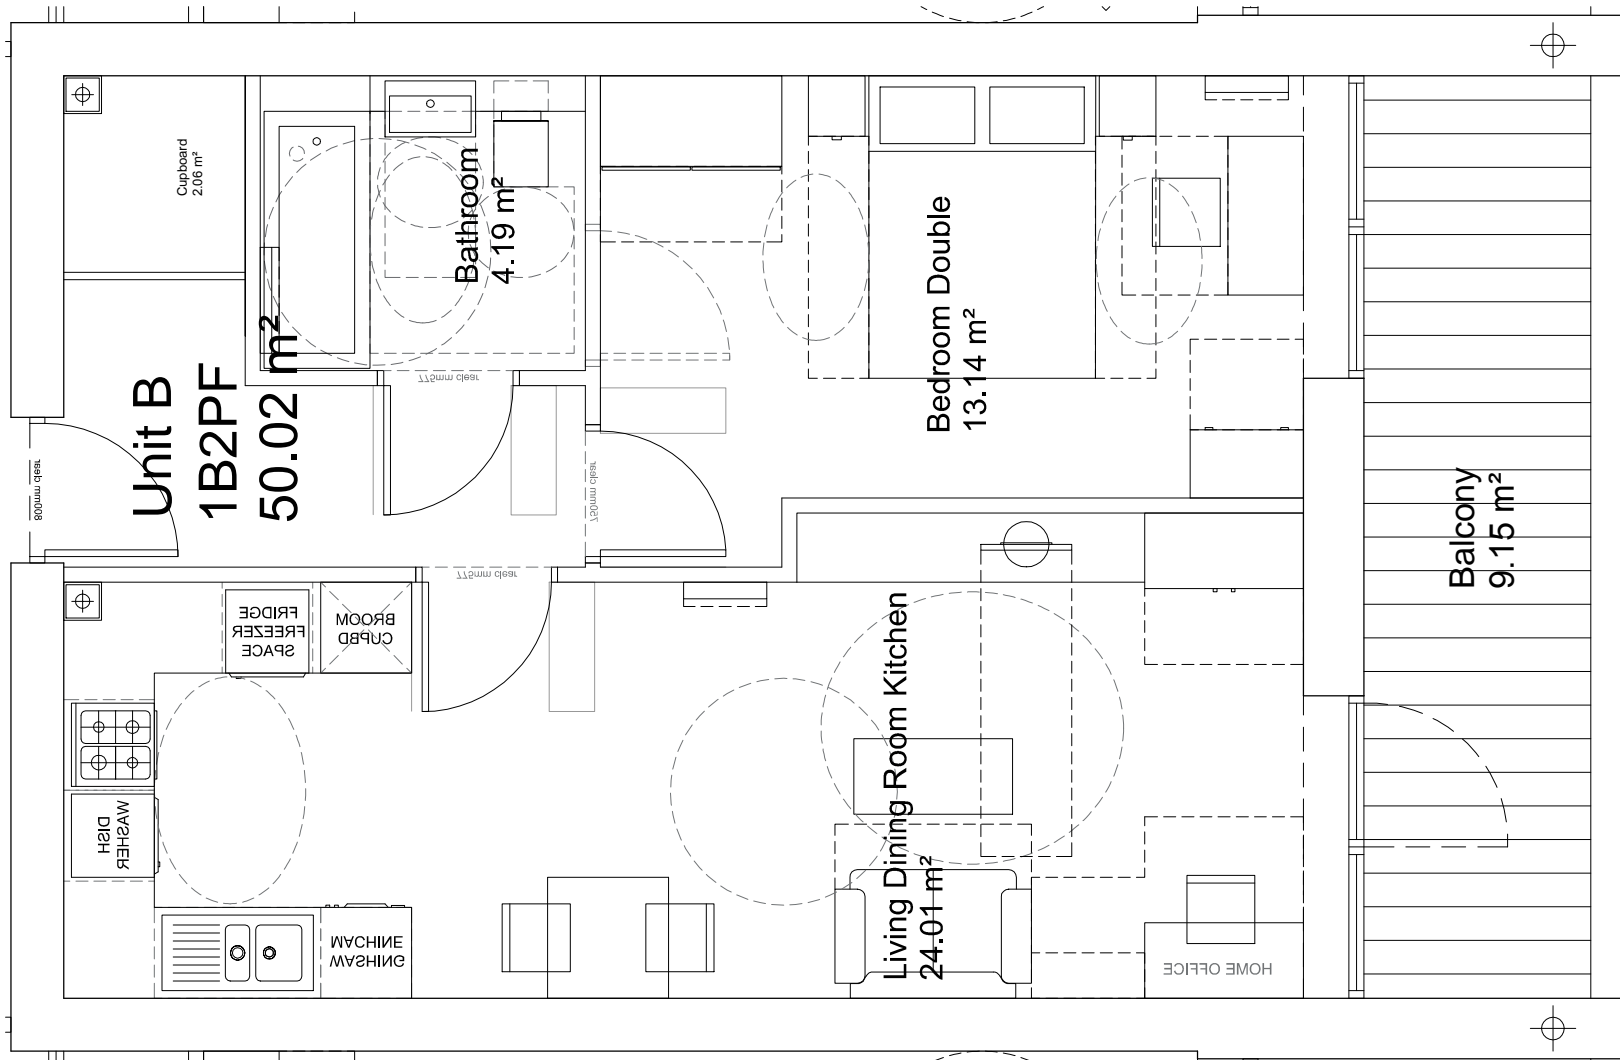 Cupboard
2.06 m²
Bathroom
4.19 m²
Bedroom Double
13.14 m²
Unit B
1B2PF
50.02 m²
775mm clear
800mm clear
750mm clear
775mm clear
Balcony
9.15 m²
FRIDGE
FREEZER
SPACE
BROOM
CUPBD
Living Dining Room Kitchen
24.01 m²
DISH
WASHER
WASHING
MACHINE
HOME OFFICE